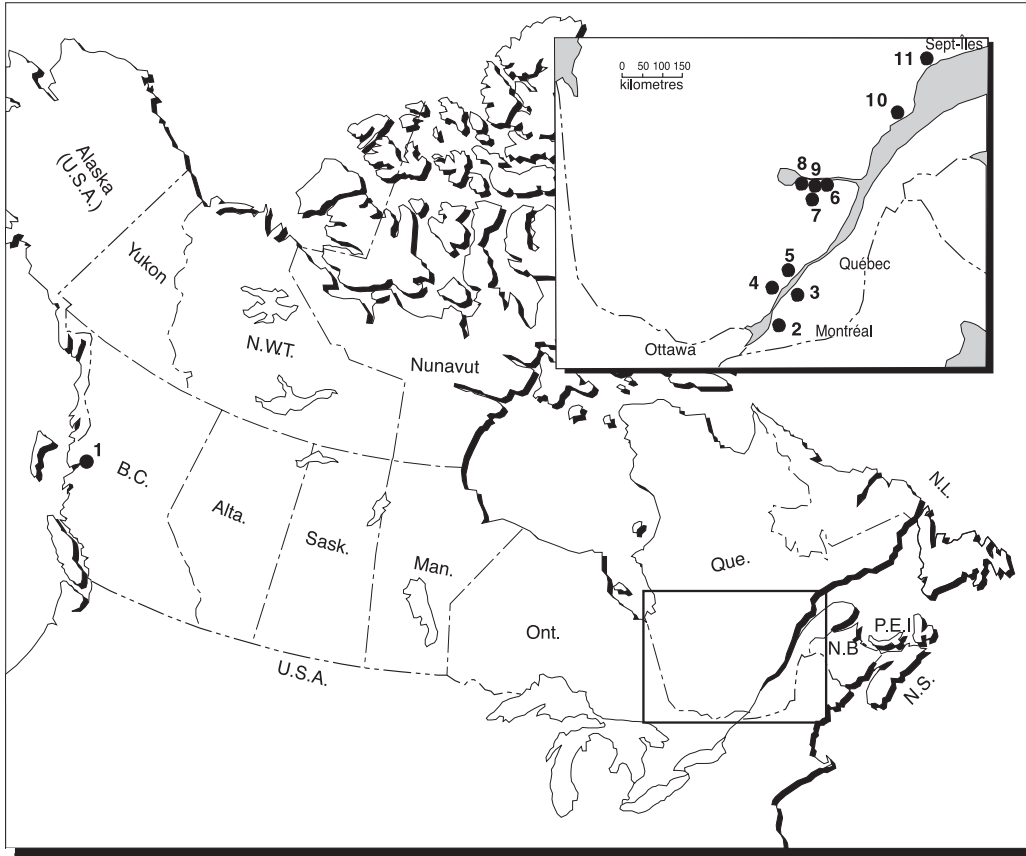 Sept-Îles
11
0 50 100 150
kilometres
10
8
9
6
7
5
Québec
4
3
2
Montréal
Ottawa
Alaska
(U.S.A.)
Yukon
N.W.T.
Nunavut
1
B.C.
Alta.
Sask.
Man.
Ont.
Que.
N.L.
P.E.I
N.B
N.S.
U.S.A.